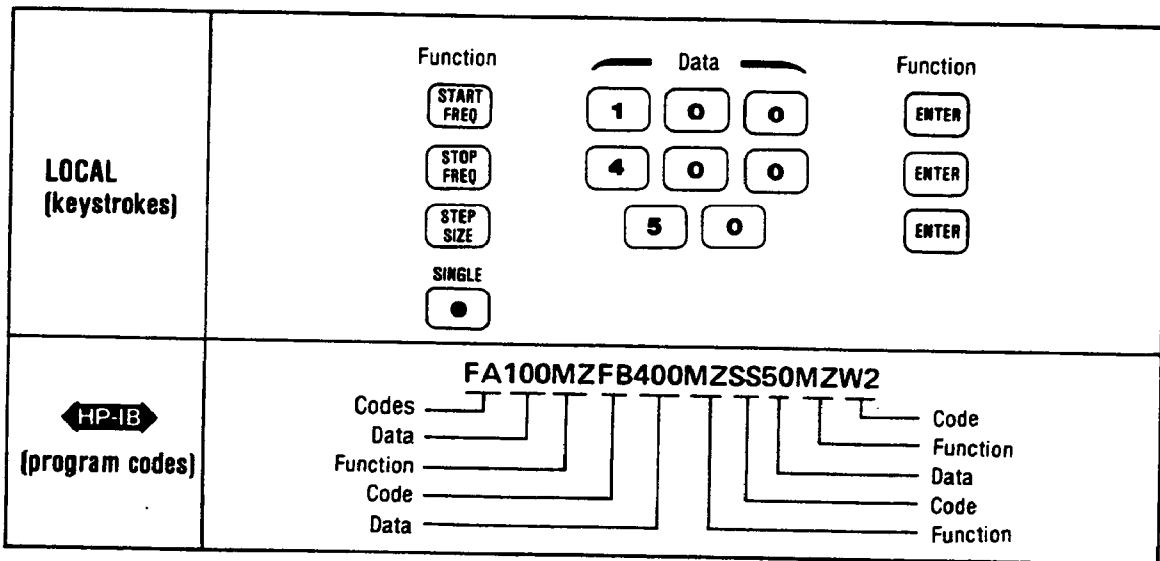 Function Data Function
START
FREQ
1 0 0
ENTER
LOCAL
(keystrokes)
STOP
FREQ
4 0 0
ENTER
STEP
SIZE
5 0
ENTER
SINGLE
HP-IB
(program codes)
FA100MZFB400MZSS50MZW2
Codes
Data
Function
Code
Data
Code
Function
Data
Code
Function